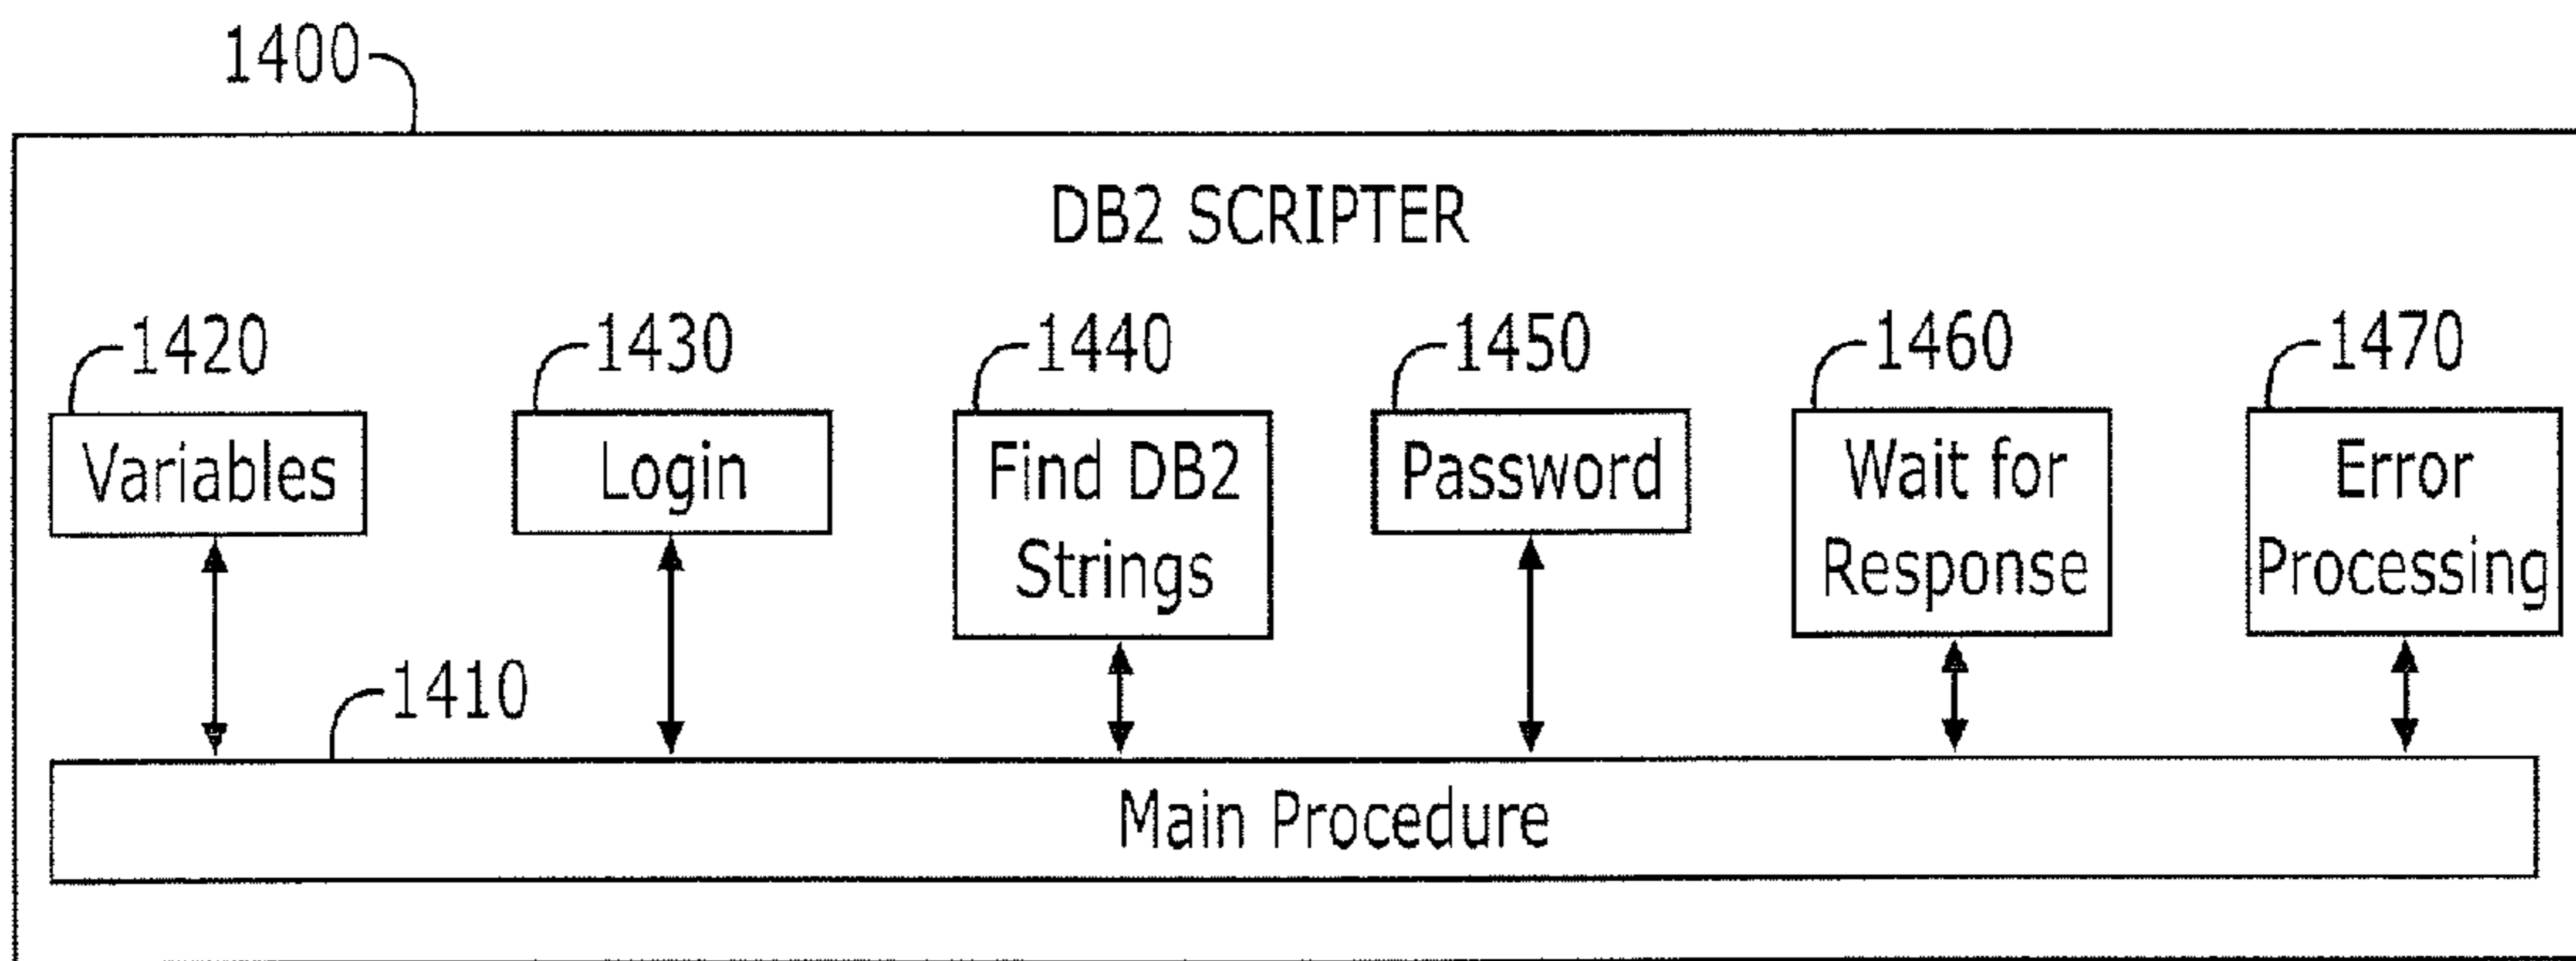 1400
DB2 SCRIPTER
1420
1430
1440
1450
1460
1470
Variables
Login
Find DB2
Strings
Password
Wait for
Response
Error
Processing
1410
Main Procedure